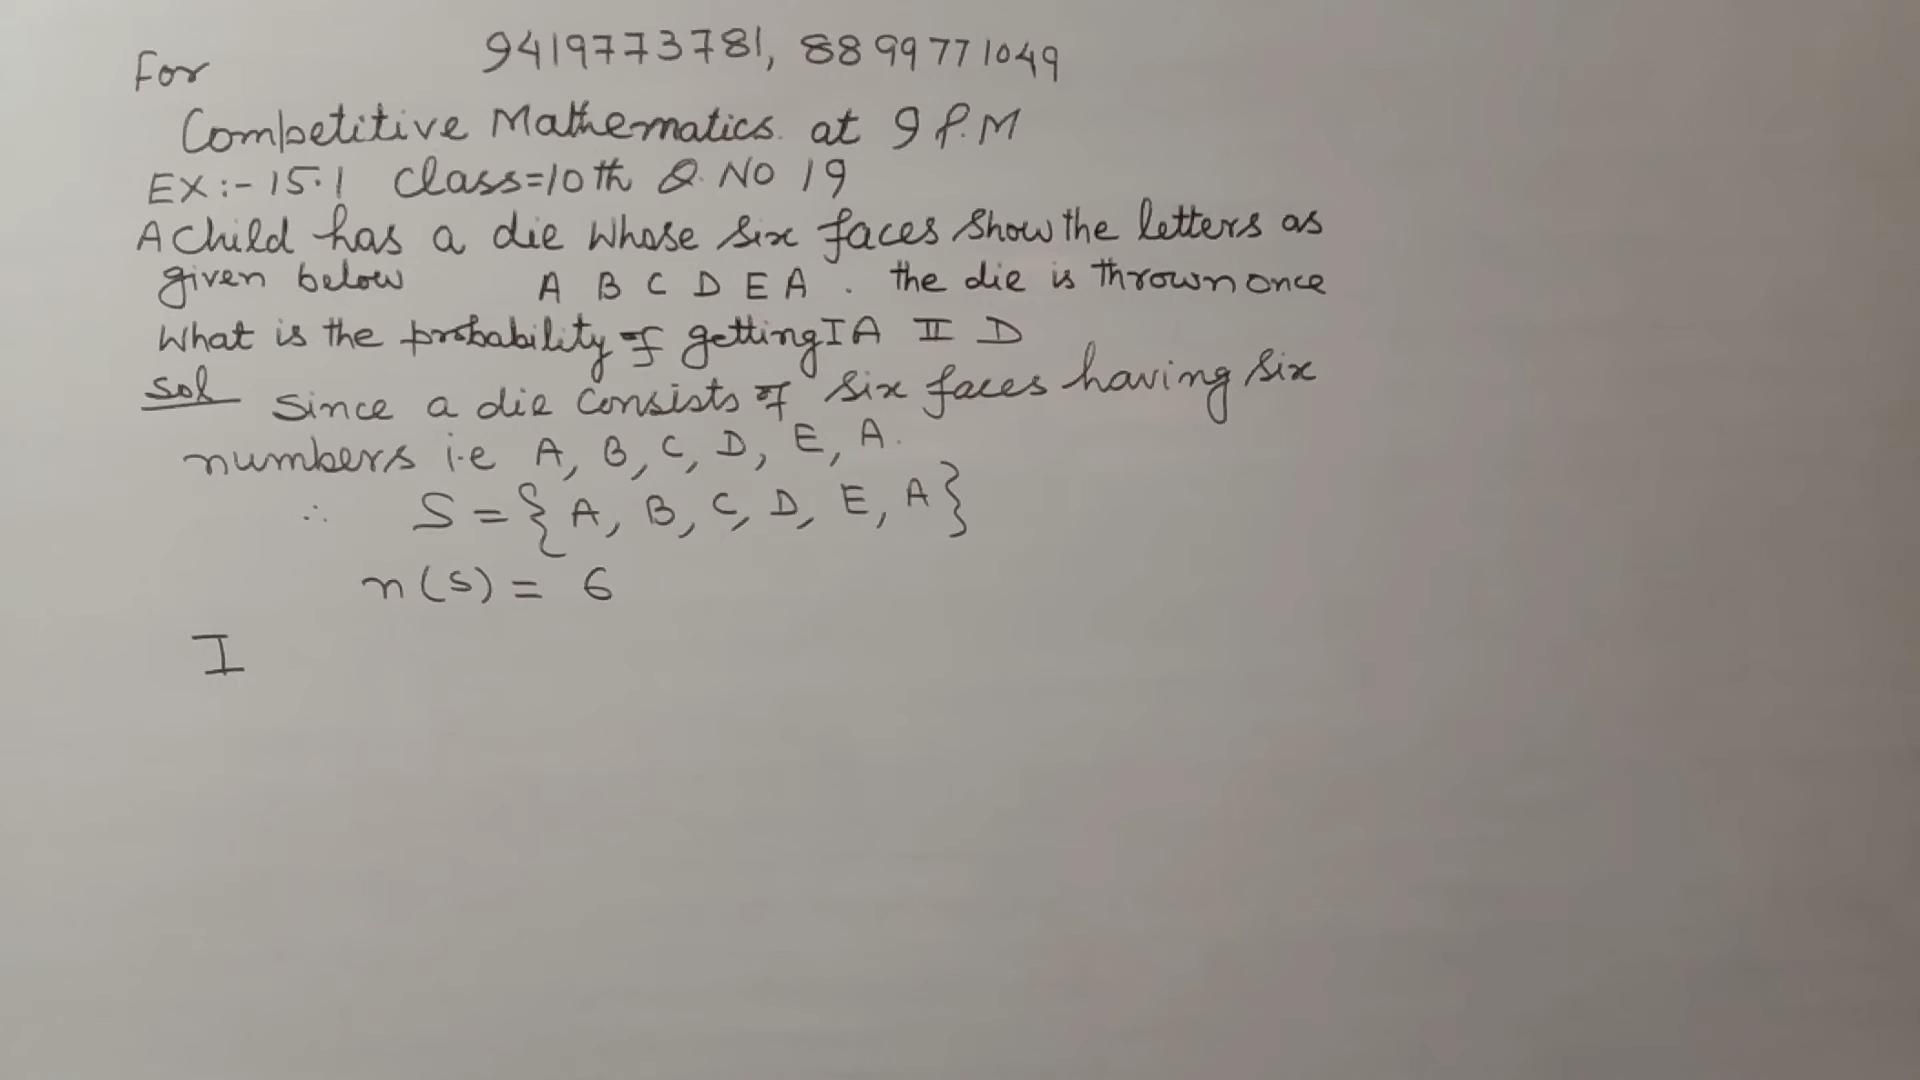 For 9419773781, 8899771049
Competitive Mathematics at 9 P.M
EX:- 15.1 Class=10th Q. No 19
A Child has a die whose six faces show the letters as
given below A B C D E A . the die is thrown once
What is the probability of getting I A II D
Sol Since a die consists of six faces having six
numbers i.e A, B, C, D, E, A.
∴ S = { A, B, C, D, E, A }
n(S) = 6
I